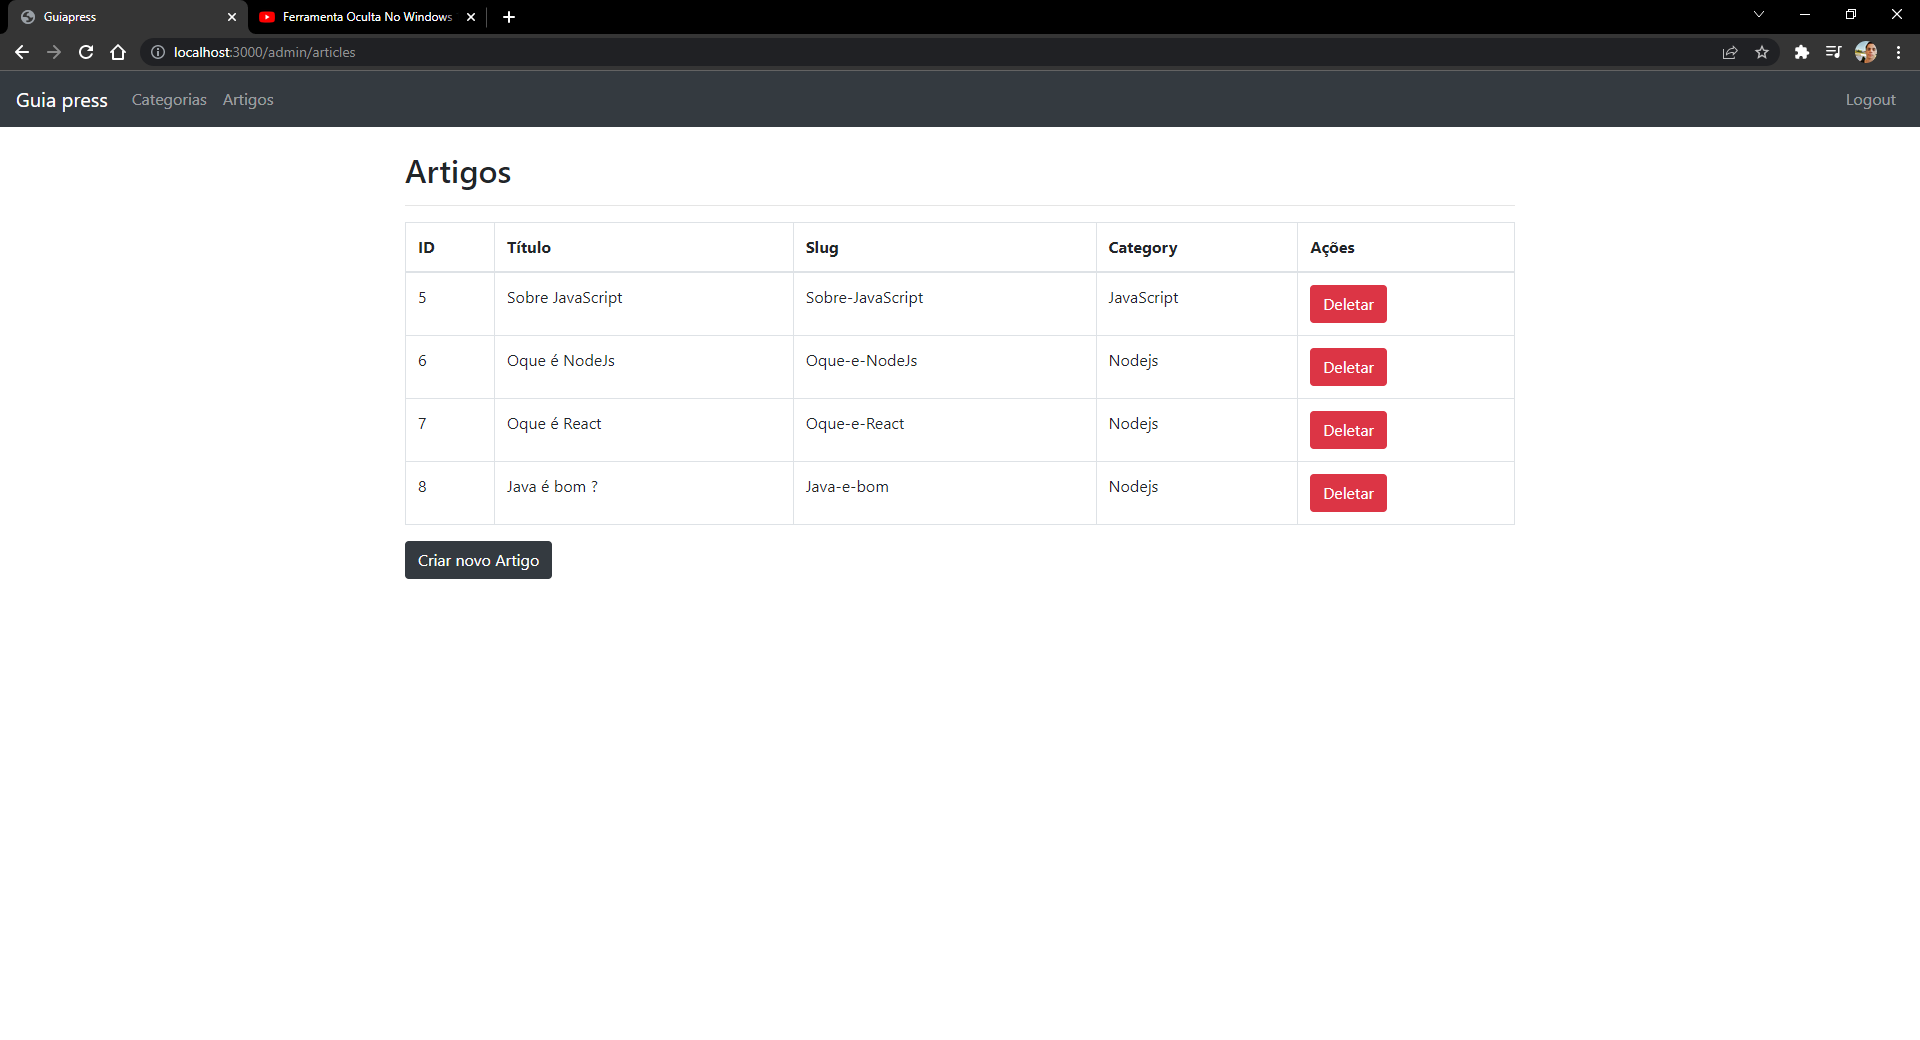 Guiapress
Ferramenta Oculta No Windows
localhost:3000/admin/articles
Guia press Categorias Artigos Logout
Artigos
ID Título Slug Category Ações
5 Sobre JavaScript Sobre-JavaScript JavaScript Deletar
6 Oque é NodeJs Oque-e-NodeJs Nodejs Deletar
7 Oque é React Oque-e-React Nodejs Deletar
8 Java é bom ? Java-e-bom Nodejs Deletar
Criar novo Artigo